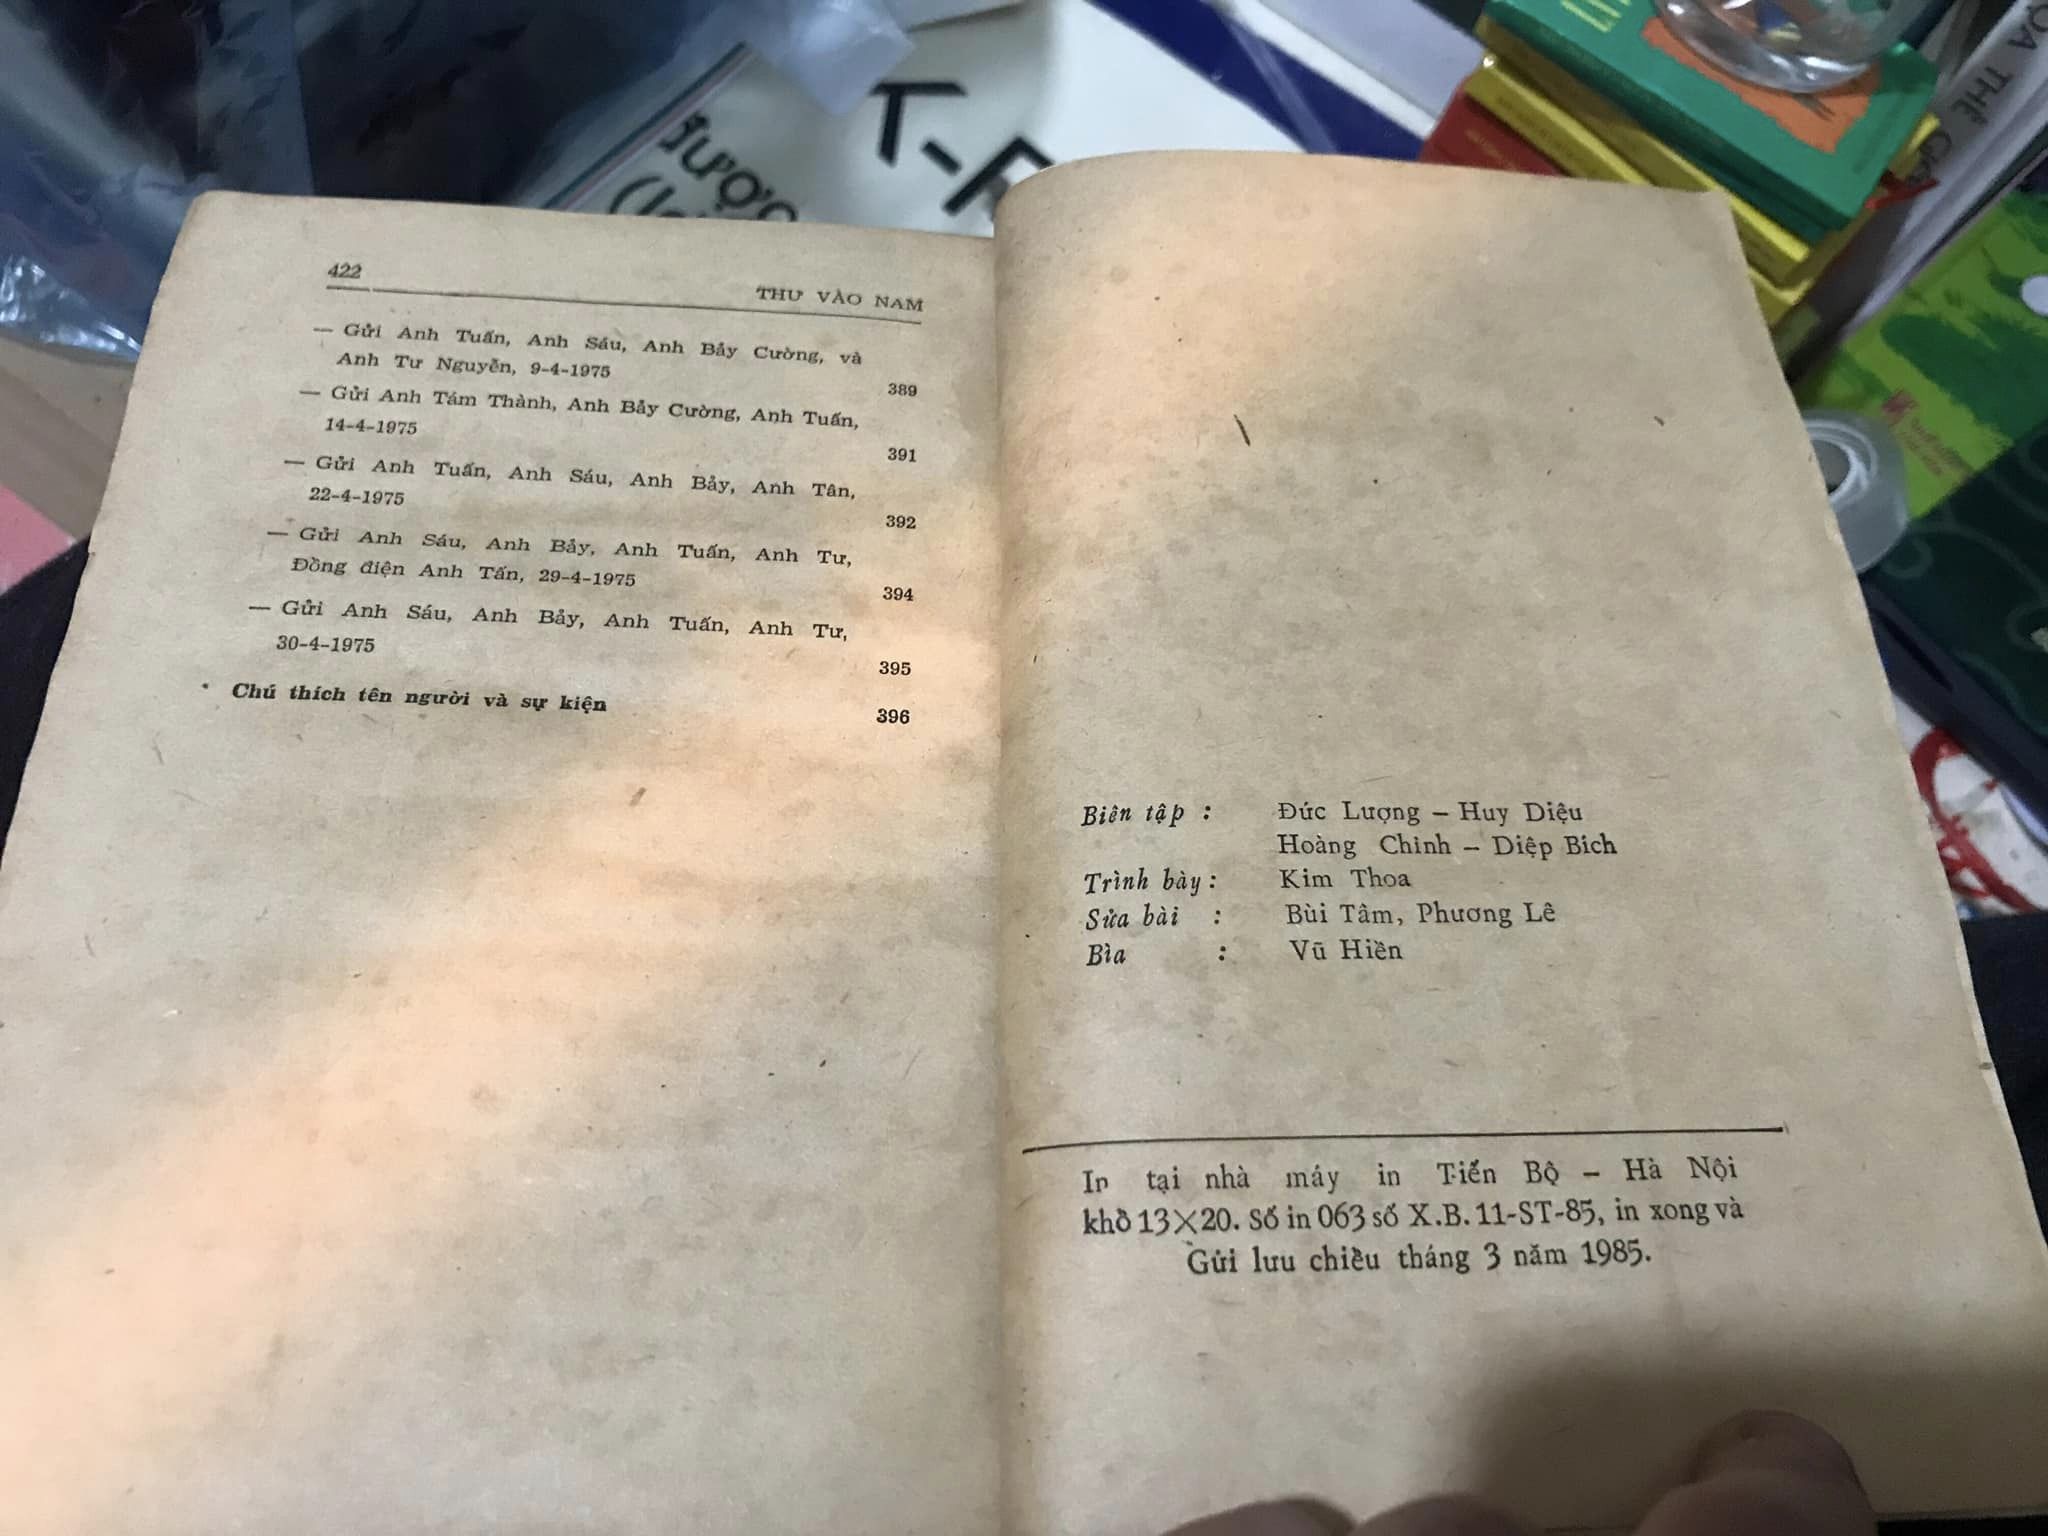 T-R
được
HOA THẾ GIỚI
422
THƯ VÀO NAM
— Gửi Anh Tuấn, Anh Sáu, Anh Bảy Cường, và
Anh Tư Nguyễn, 9-4-1975 389
— Gửi Anh Tám Thành, Anh Bảy Cường, Anh Tuấn,
14-4-1975 391
— Gửi Anh Tuấn, Anh Sáu, Anh Bảy, Anh Tân,
22-4-1975 392
— Gửi Anh Sáu, Anh Bảy, Anh Tuấn, Anh Tư,
Đồng điện Anh Tấn, 29-4-1975 394
— Gửi Anh Sáu, Anh Bảy, Anh Tuấn, Anh Tư,
30-4-1975 395
• Chú thích tên người và sự kiện 396
Biên tập : Đức Lượng – Huy Diệu
Hoàng Chỉnh – Diệp Bích
Trình bày : Kim Thoa
Sửa bài : Bùi Tâm, Phương Lê
Bìa : Vũ Hiền
In tại nhà máy in Tiến Bộ – Hà Nội
khổ 13×20. Số in 063 số X.B. 11-ST-85, in xong và
Gửi lưu chiểu tháng 3 năm 1985.